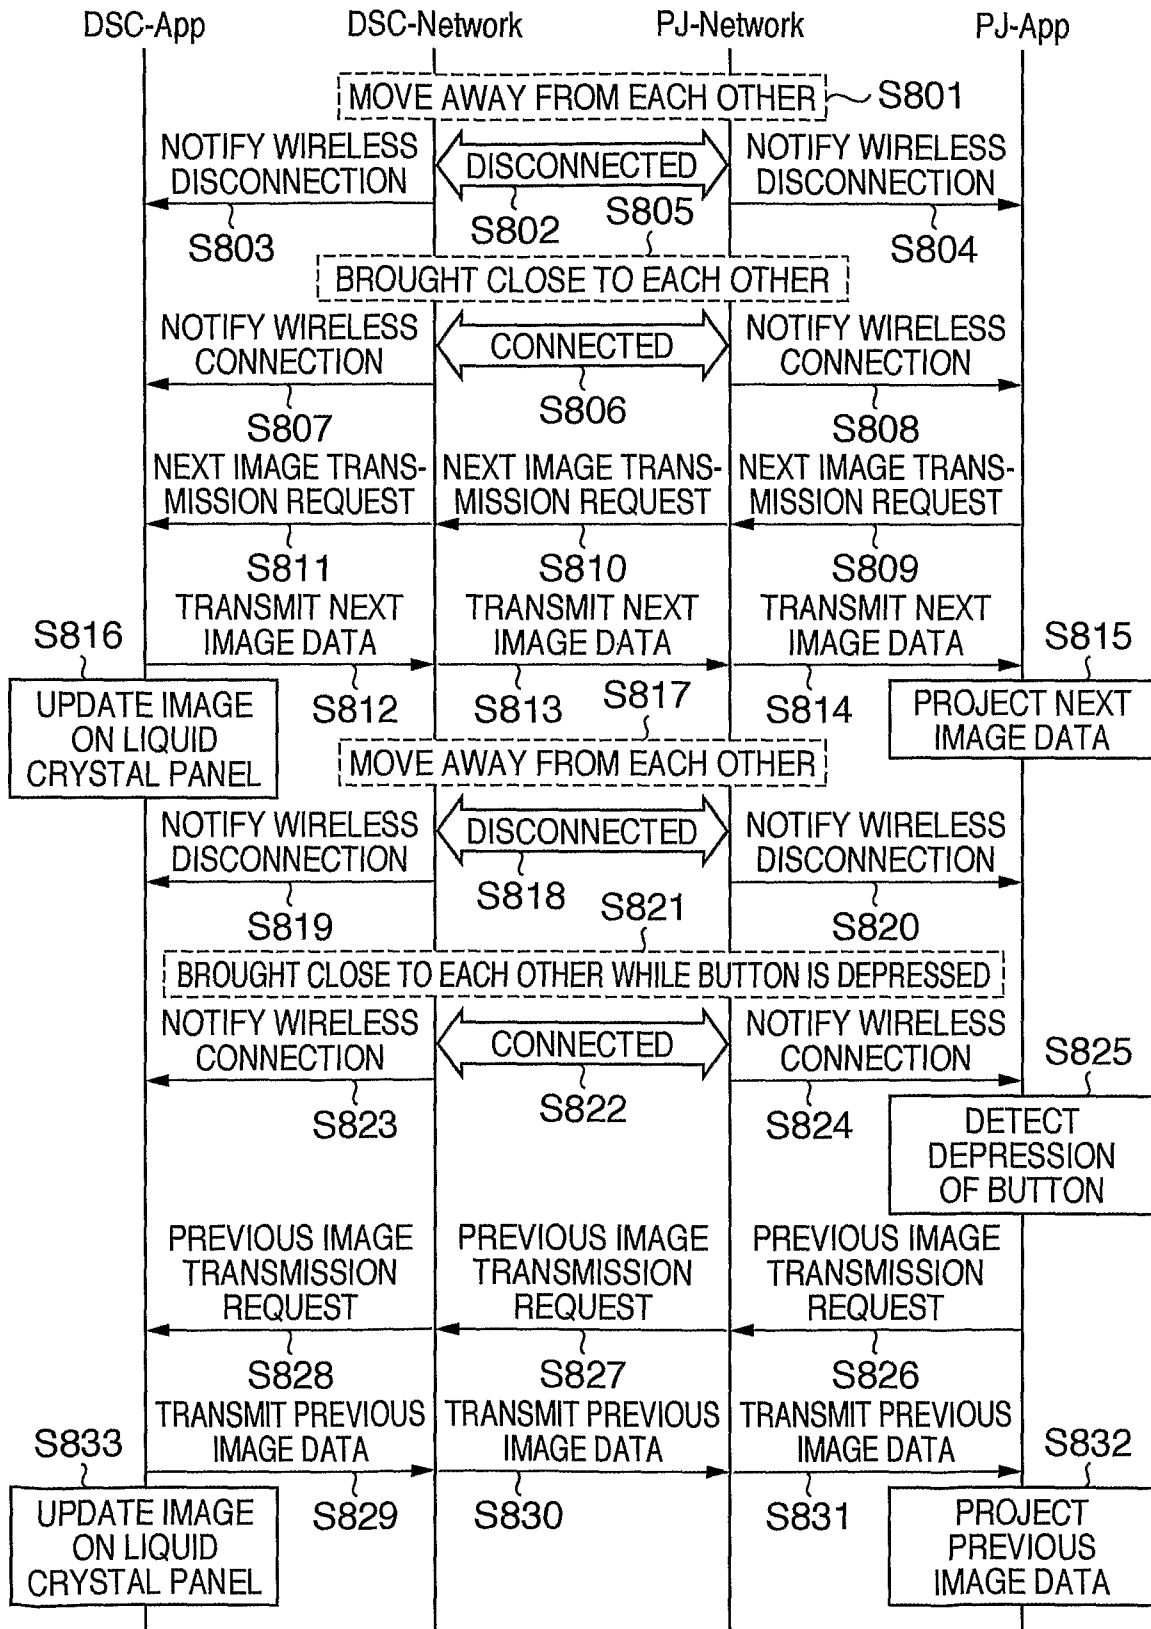 DSC-App DSC-Network PJ-Network PJ-App
MOVE AWAY FROM EACH OTHER S801
NOTIFY WIRELESS
DISCONNECTION
DISCONNECTED
NOTIFY WIRELESS
DISCONNECTION
S803
S802
S805
S804
BROUGHT CLOSE TO EACH OTHER
NOTIFY WIRELESS
CONNECTION
CONNECTED
NOTIFY WIRELESS
CONNECTION
S807
S806
S808
NEXT IMAGE TRANS-
MISSION REQUEST
NEXT IMAGE TRANS-
MISSION REQUEST
NEXT IMAGE TRANS-
MISSION REQUEST
S811
S810
S809
TRANSMIT NEXT
IMAGE DATA
TRANSMIT NEXT
IMAGE DATA
TRANSMIT NEXT
IMAGE DATA
S816
S815
S812
S813
S817
S814
UPDATE IMAGE
ON LIQUID
CRYSTAL PANEL
PROJECT NEXT
IMAGE DATA
MOVE AWAY FROM EACH OTHER
NOTIFY WIRELESS
DISCONNECTION
DISCONNECTED
NOTIFY WIRELESS
DISCONNECTION
S819
S818
S821
S820
BROUGHT CLOSE TO EACH OTHER WHILE BUTTON IS DEPRESSED
NOTIFY WIRELESS
CONNECTION
CONNECTED
NOTIFY WIRELESS
CONNECTION
S825
S823
S822
S824
DETECT
DEPRESSION
OF BUTTON
PREVIOUS IMAGE
TRANSMISSION
REQUEST
PREVIOUS IMAGE
TRANSMISSION
REQUEST
PREVIOUS IMAGE
TRANSMISSION
REQUEST
S828
S827
S826
TRANSMIT PREVIOUS
IMAGE DATA
TRANSMIT PREVIOUS
IMAGE DATA
TRANSMIT PREVIOUS
IMAGE DATA
S833
S832
S829
S830
S831
UPDATE IMAGE
ON LIQUID
CRYSTAL PANEL
PROJECT
PREVIOUS
IMAGE DATA